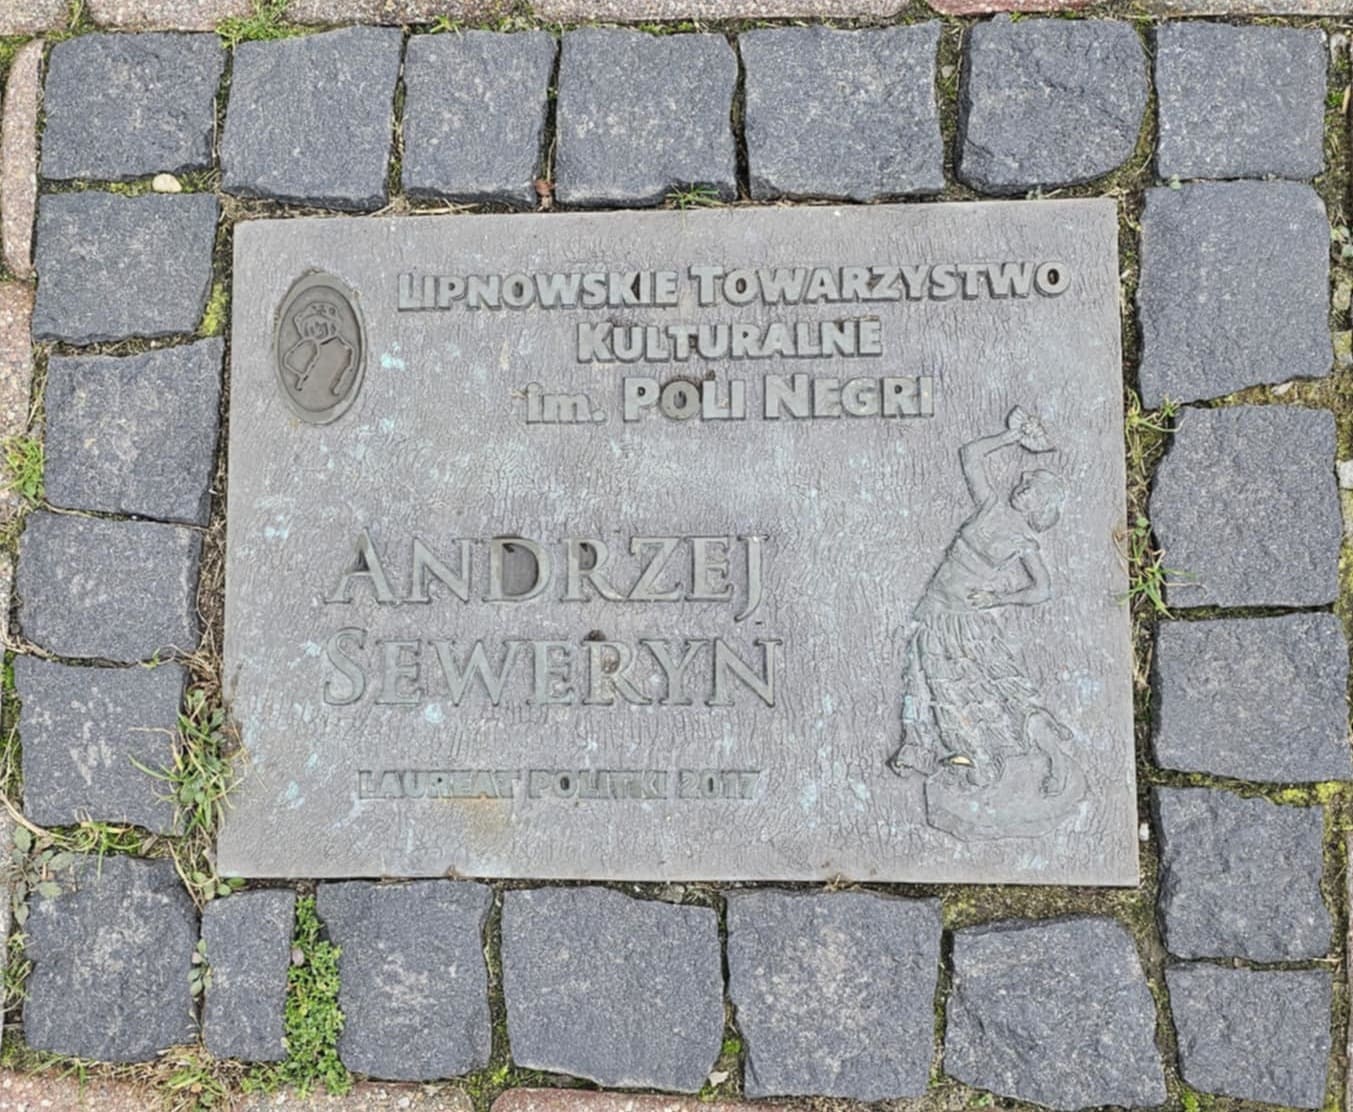 LIPNOWSKIE TOWARZYSTWO
KULTURALNE
im. POLI NEGRI
ANDRZEJ
SEWERYN
LAUREAT POLITKI 2017